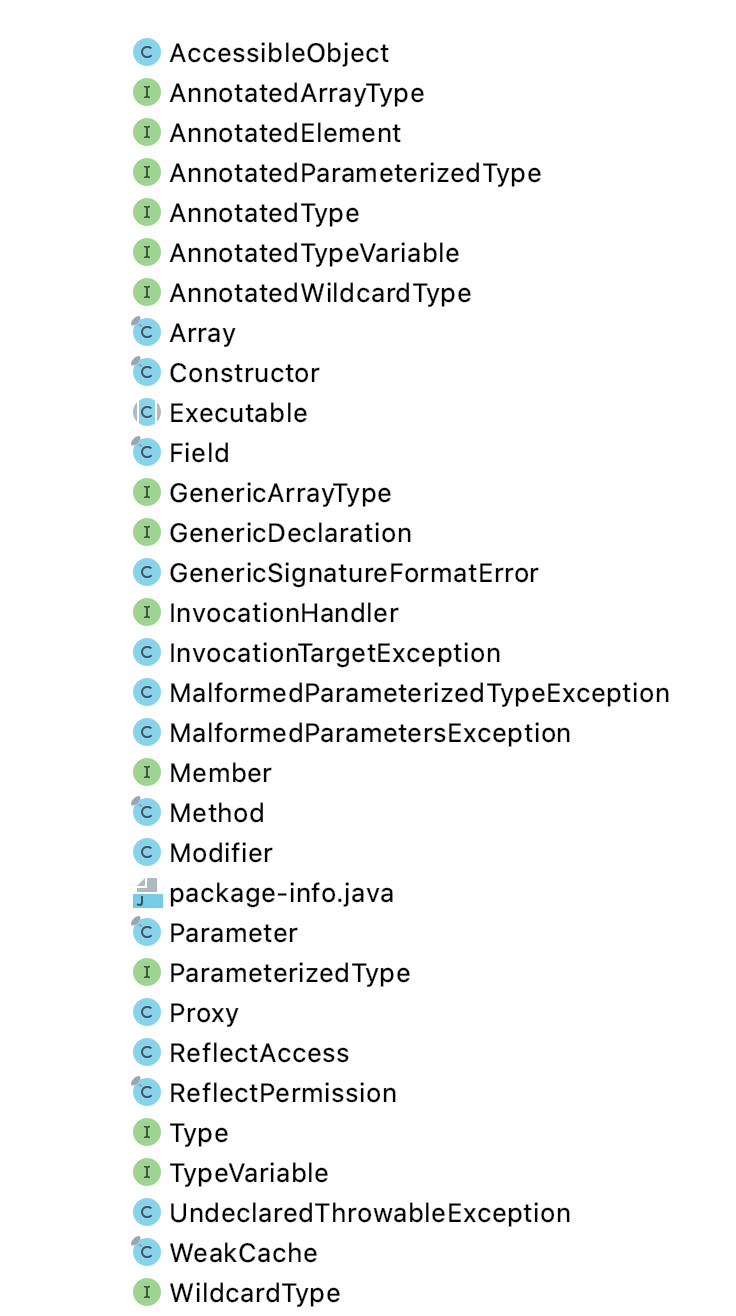 C AccessibleObject
I AnnotatedArrayType
I AnnotatedElement
I AnnotatedParameterizedType
I AnnotatedType
I AnnotatedTypeVariable
I AnnotatedWildcardType
C Array
C Constructor
C Executable
C Field
I GenericArrayType
I GenericDeclaration
C GenericSignatureFormatError
I InvocationHandler
C InvocationTargetException
C MalformedParameterizedTypeException
C MalformedParametersException
I Member
C Method
C Modifier
J package-info.java
C Parameter
I ParameterizedType
C Proxy
C ReflectAccess
C ReflectPermission
I Type
I TypeVariable
C UndeclaredThrowableException
C WeakCache
I WildcardType